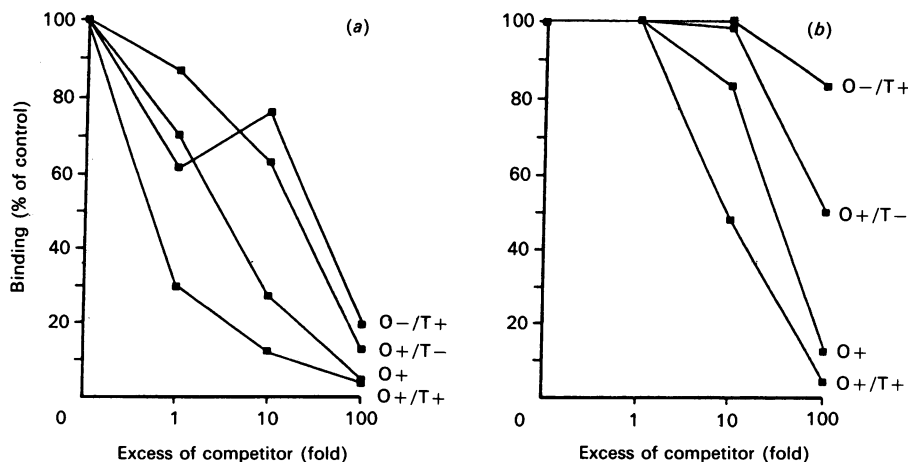 (a)
100
80
60
40
20
0
1
10
100
Binding (% of control)
Excess of competitor (fold)
O−/T+
O+/T−
O+
O+/T+
(b)
100
80
60
40
20
0
1
10
100
Excess of competitor (fold)
O−/T+
O+/T−
O+
O+/T+